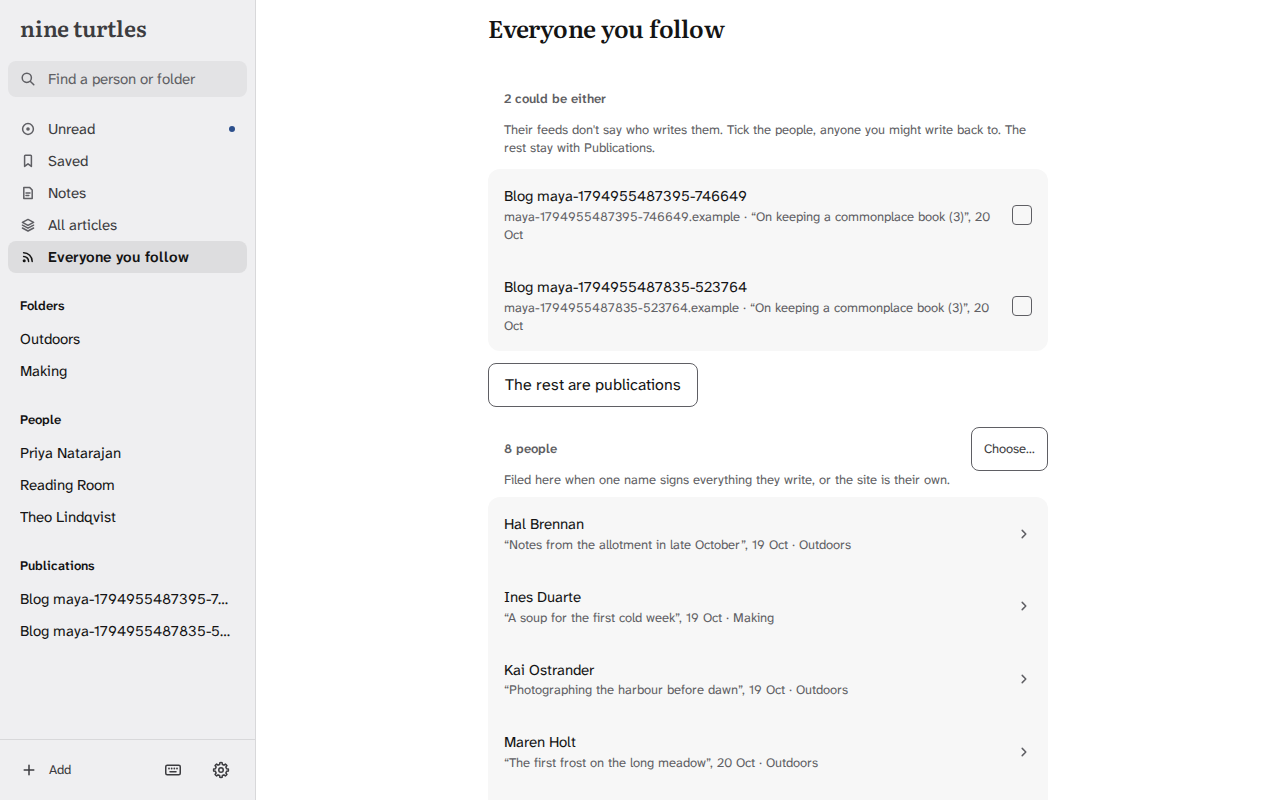 nine turtles
Find a person or folder
Unread
Saved
Notes
All articles
Everyone you follow
Folders
Outdoors
Making
People
Priya Natarajan
Reading Room
Theo Lindqvist
Publications
Blog maya-1794955487395-7...
Blog maya-1794955487835-5...
Add
Everyone you follow
2 could be either
Their feeds don't say who writes them. Tick the people, anyone you might write back to. The
rest stay with Publications.
Blog maya-1794955487395-746649
maya-1794955487395-746649.example · “On keeping a commonplace book (3)”, 20
Oct
Blog maya-1794955487835-523764
maya-1794955487835-523764.example · “On keeping a commonplace book (3)”, 20
Oct
The rest are publications
8 people
Choose...
Filed here when one name signs everything they write, or the site is their own.
Hal Brennan
“Notes from the allotment in late October”, 19 Oct · Outdoors
Ines Duarte
“A soup for the first cold week”, 19 Oct · Making
Kai Ostrander
“Photographing the harbour before dawn”, 19 Oct · Outdoors
Maren Holt
“The first frost on the long meadow”, 20 Oct · Outdoors